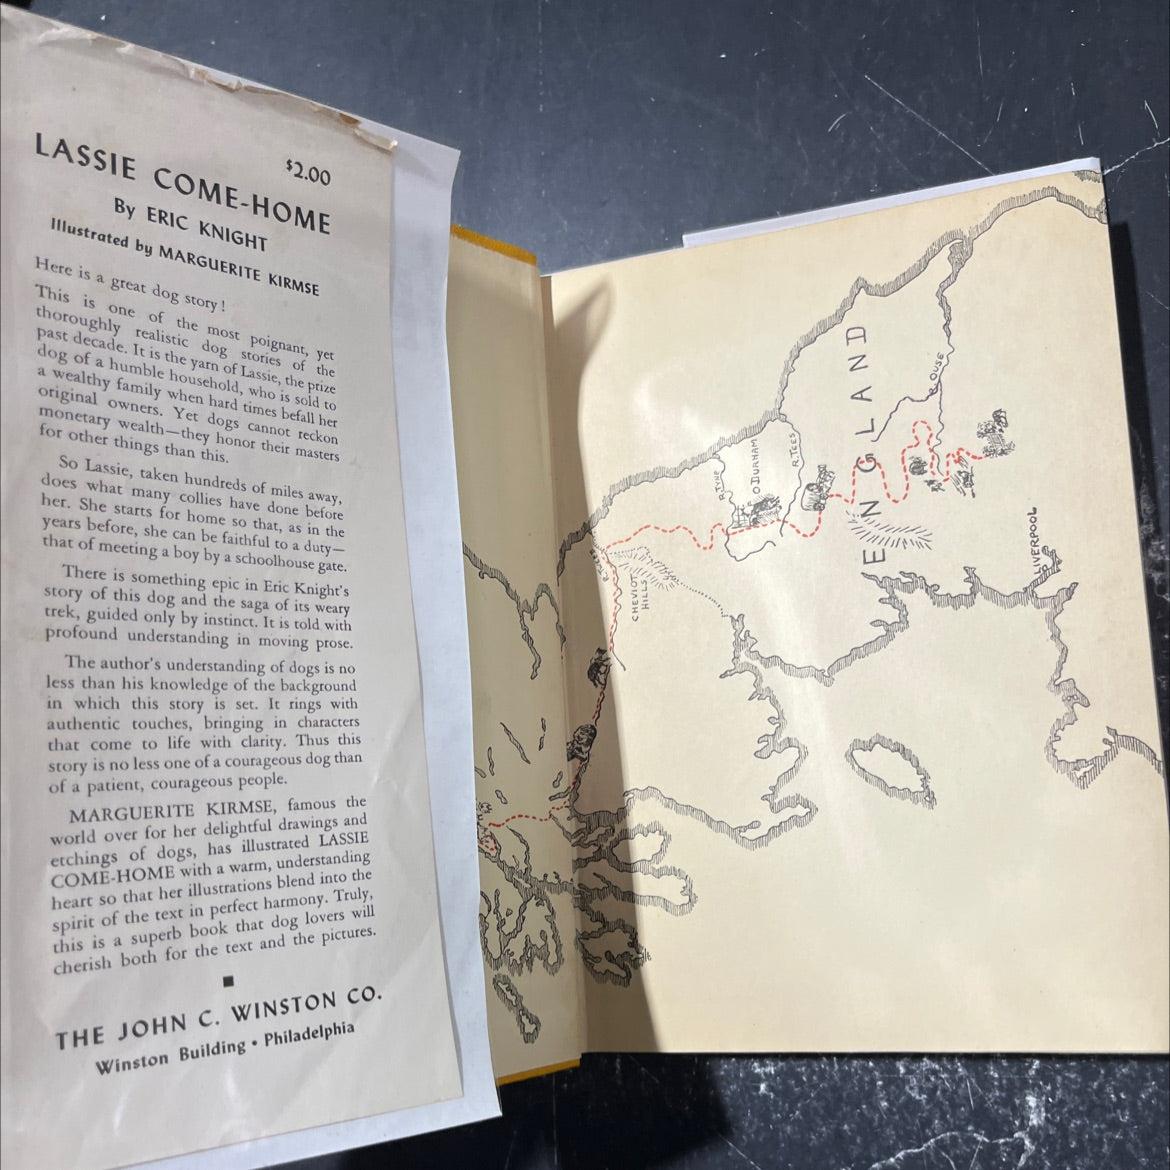 $2.00
LASSIE COME-HOME
By ERIC KNIGHT
Illustrated by MARGUERITE KIRMSE
Here is a great dog story!
This is one of the most poignant, yet
thoroughly realistic dog stories of the
past decade. It is the yarn of Lassie, the prize
dog of a humble household, who is sold to
a wealthy family when hard times befall her
original owners. Yet dogs cannot reckon
monetary wealth—they honor their masters
for other things than this.
So Lassie, taken hundreds of miles away,
does what many collies have done before
her. She starts for home so that, as in the
years before, she can be faithful to a duty—
that of meeting a boy by a schoolhouse gate.
There is something epic in Eric Knight's
story of this dog and the saga of its weary
trek, guided only by instinct. It is told with
profound understanding in moving prose.
The author's understanding of dogs is no
less than his knowledge of the background
in which this story is set. It rings with
authentic touches, bringing in characters
that come to life with clarity. Thus this
story is no less one of a courageous dog than
of a patient, courageous people.
MARGUERITE KIRMSE, famous the
world over for her delightful drawings and
etchings of dogs, has illustrated LASSIE
COME-HOME with a warm, understanding
heart so that her illustrations blend into the
spirit of the text in perfect harmony. Truly,
this is a superb book that dog lovers will
cherish both for the text and the pictures.
THE JOHN C. WINSTON CO.
Winston Building • Philadelphia
ENGLAND
R. OUSE
R. TEES
DURHAM
R. TYNE
CHEVIOT
HILLS
LIVERPOOL